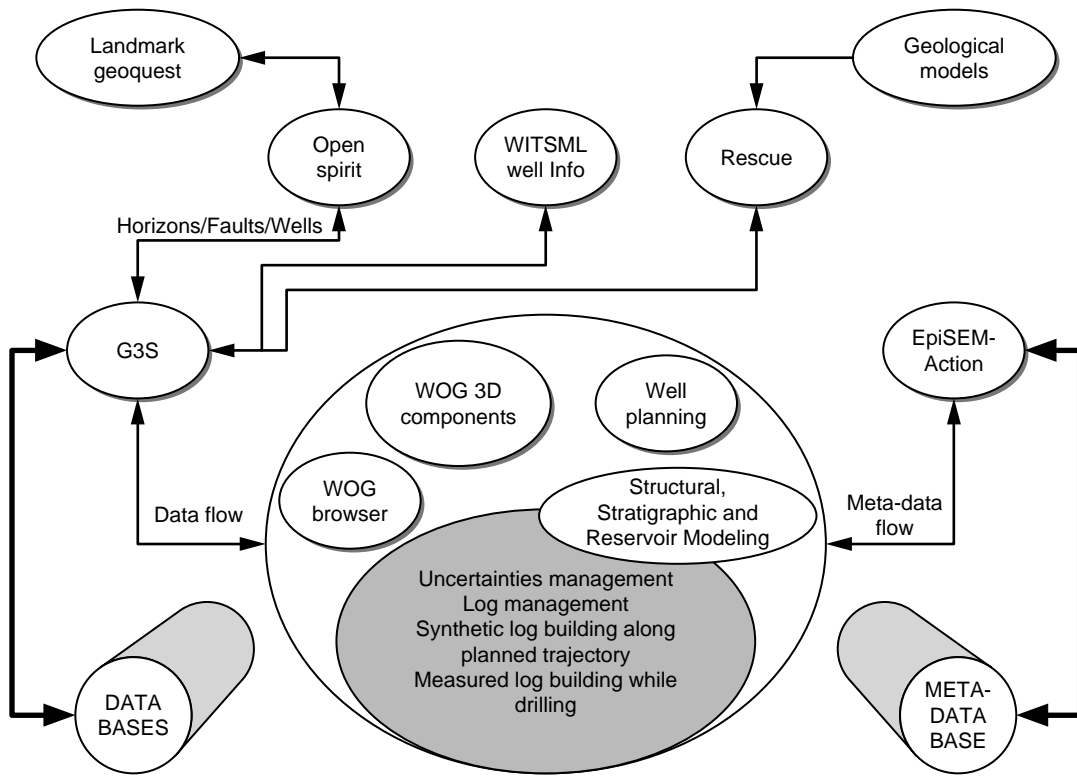 Landmark
geoquest
Geological
models
Open
spirit
WITSML
well Info
Rescue
Horizons/Faults/Wells
G3S
EpiSEM-
Action
WOG 3D
components
Well
planning
WOG
browser
Structural,
Stratigraphic and
Reservoir Modeling
Data flow
Meta-data
flow
Uncertainties management
Log management
Synthetic log building along
planned trajectory
Measured log building while
drilling
DATA
BASES
META-
DATA
BASE